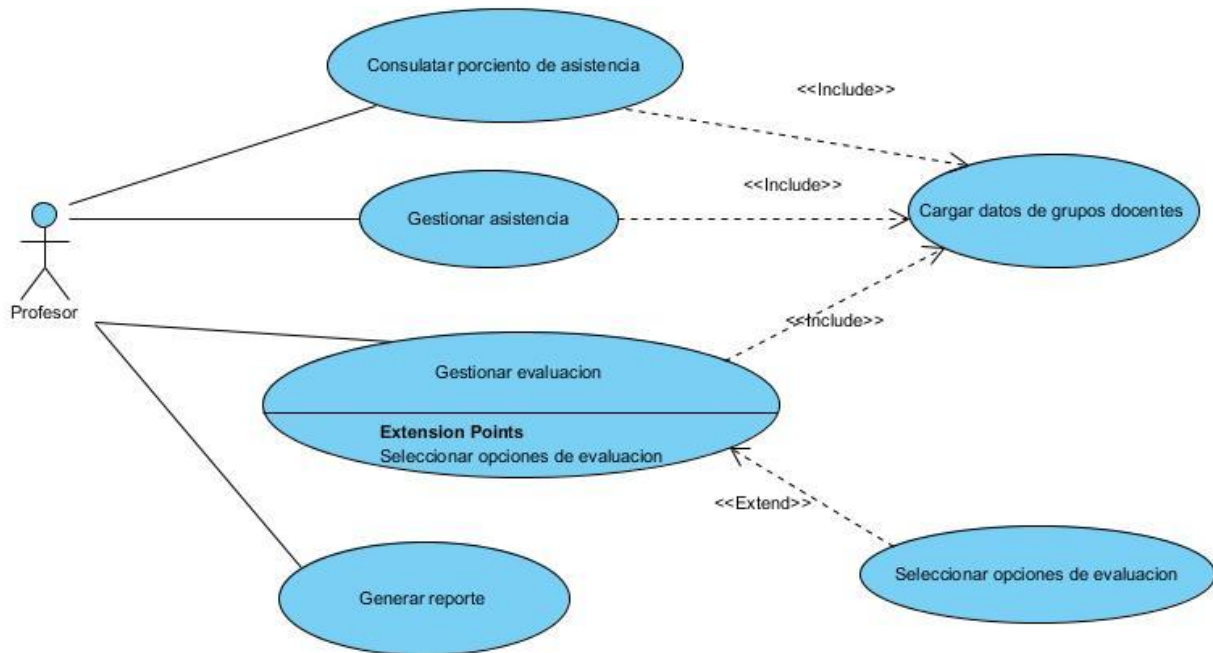 Consulatar porciento de asistencia
<<Include>>
<<Include>>
Gestionar asistencia
Cargar datos de grupos docentes
Profesor
<<Include>>
Gestionar evaluacion
Extension Points
Seleccionar opciones de evaluacion
<<Extend>>
Seleccionar opciones de evaluacion
Generar reporte